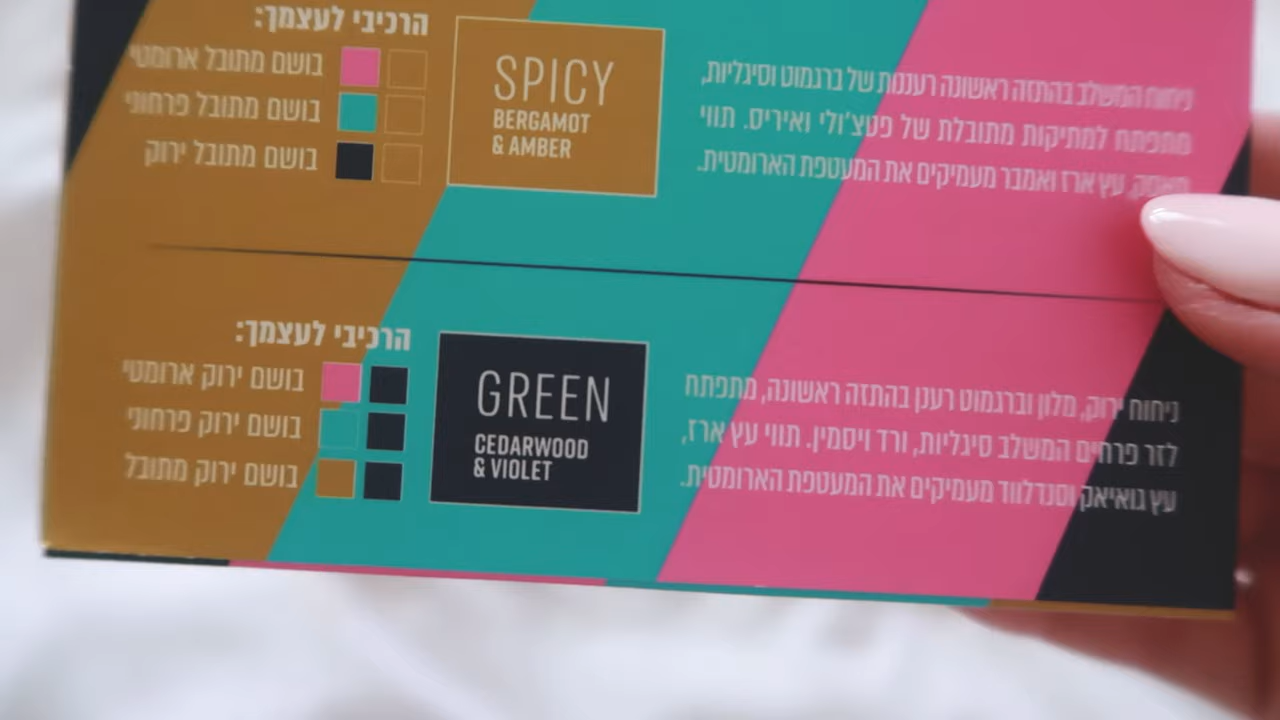 ניחוח המשלב בהתזה ראשונה רעננות של ברגמוט וסיגליות,
מתפתח למתיקות מתובלת של פטצ'ולי ואיריס. תווי
עץ ארז ואמבר מעמיקים את המעטפת הארומטית.
SPICY
BERGAMOT
& AMBER
הרכיבי לעצמך:
בושם מתובל ארומטי
בושם מתובל פרחוני
בושם מתובל ירוק
ניחוח ירוק, מלון וברגמוט רענן בהתזה ראשונה, מתפתח
לזר פרחים המשלב סיגליות, ורד ויסמין. תווי עץ ארז,
עץ גואיאק וסנדלווד מעמיקים את המעטפת הארומטית.
GREEN
CEDARWOOD
& VIOLET
הרכיבי לעצמך:
בושם ירוק ארומטי
בושם ירוק פרחוני
בושם ירוק מתובל